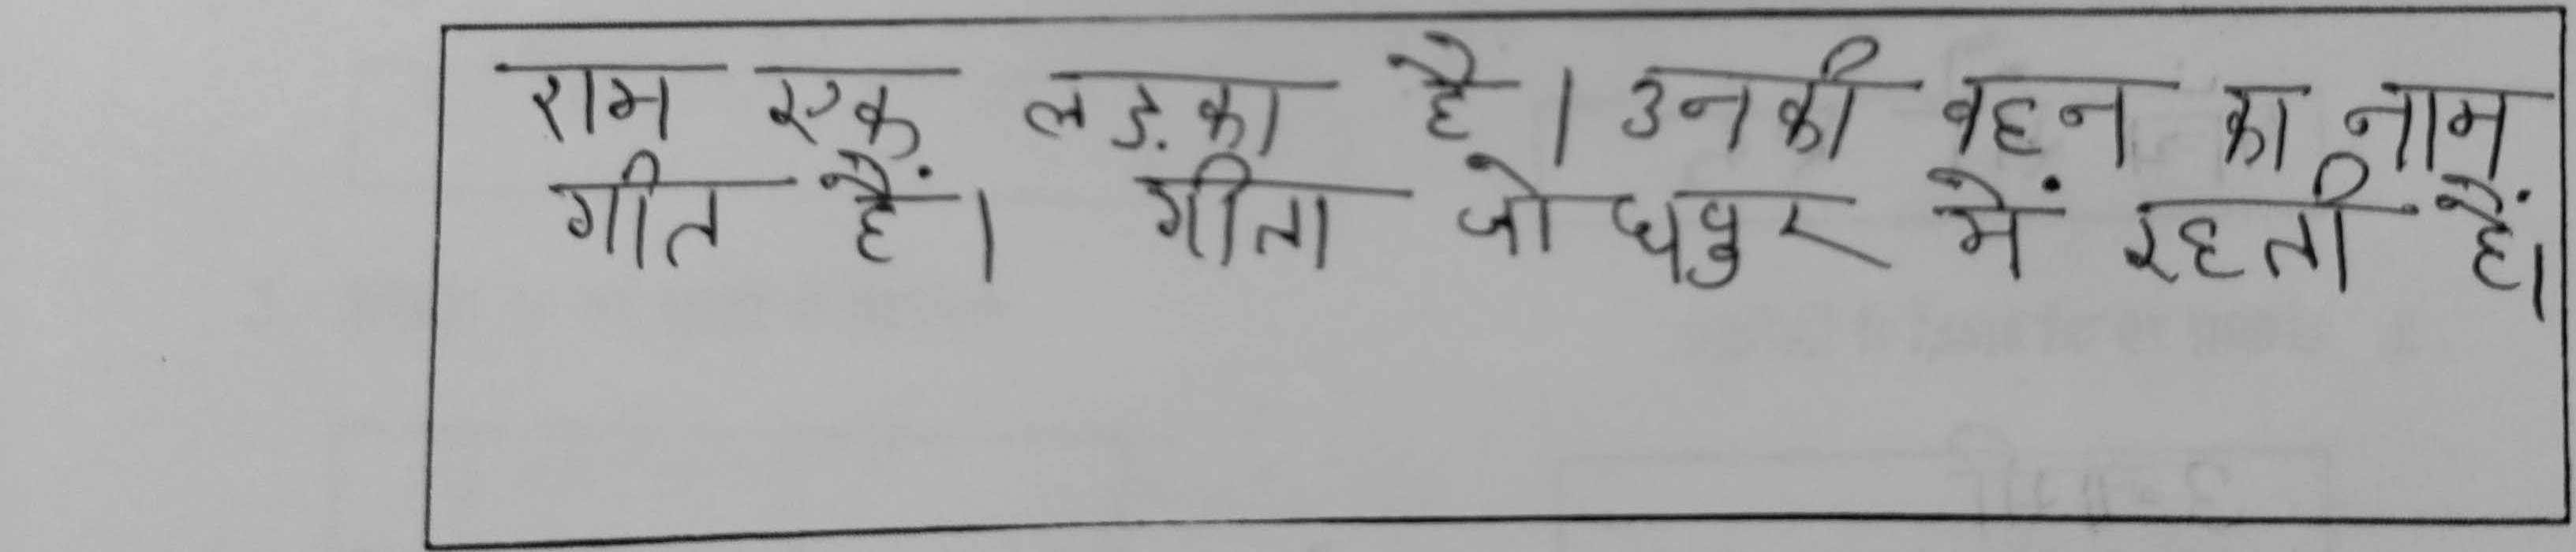 राम एक लड़का है। उनकी वहन का नाम
गीत हैं। गीता जोधपुर में रहती हैं।